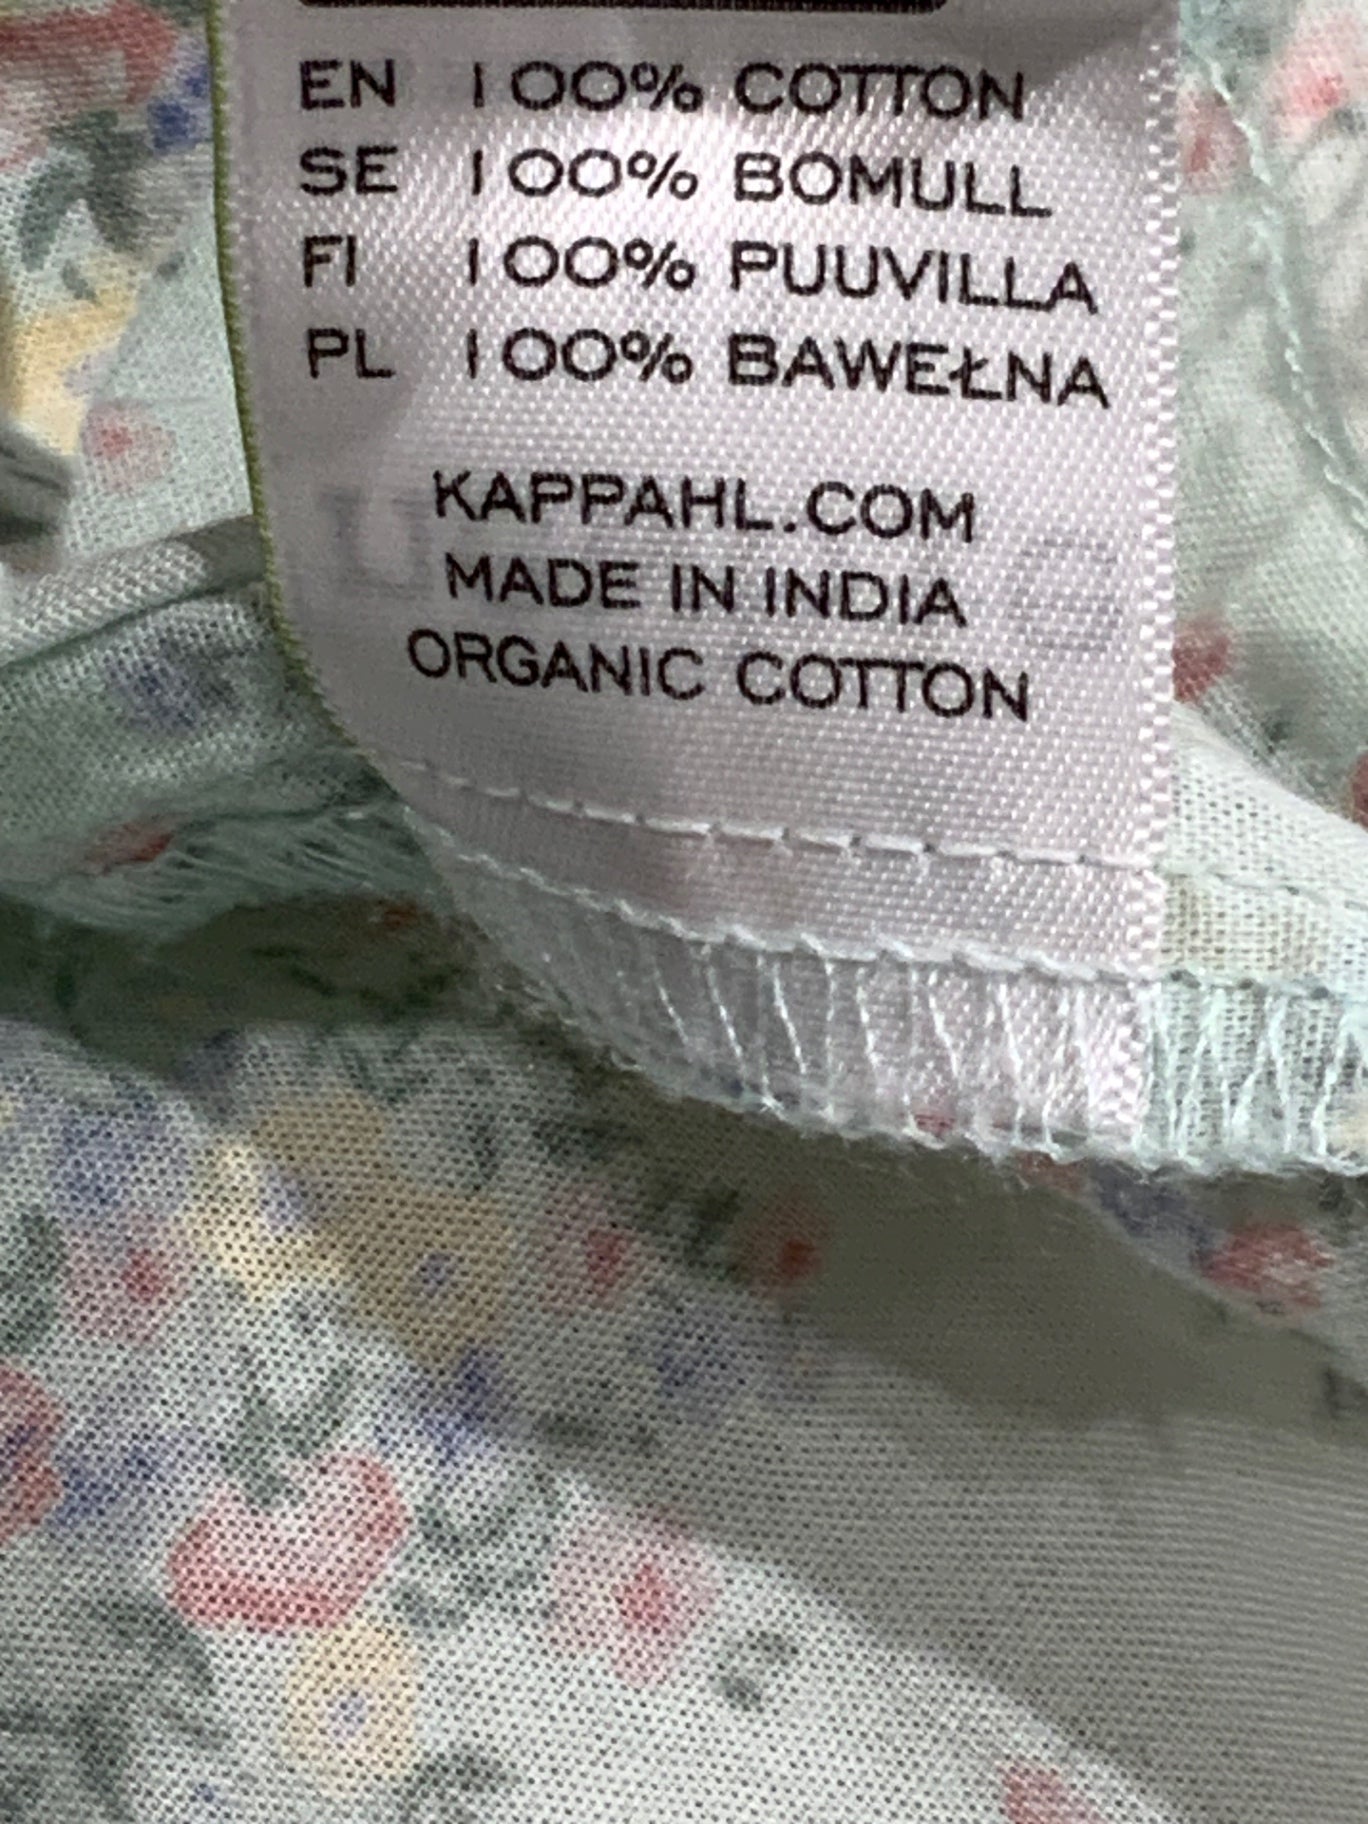 EN 100% COTTON
SE 100% BOMULL
FI 100% PUUVILLA
PL 100% BAWEŁNA
KAPPAHL.COM
MADE IN INDIA
ORGANIC COTTON